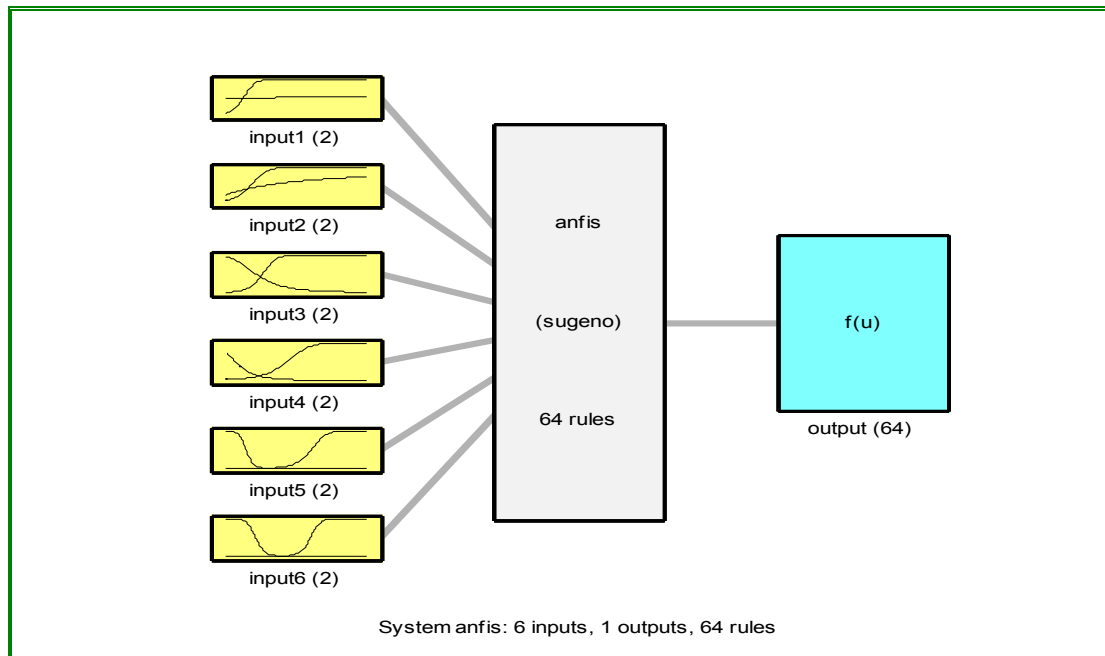 input1 (2)
input2 (2)
input3 (2)
input4 (2)
input5 (2)
input6 (2)
anfis
(sugeno)
64 rules
f(u)
output (64)
System anfis: 6 inputs, 1 outputs, 64 rules